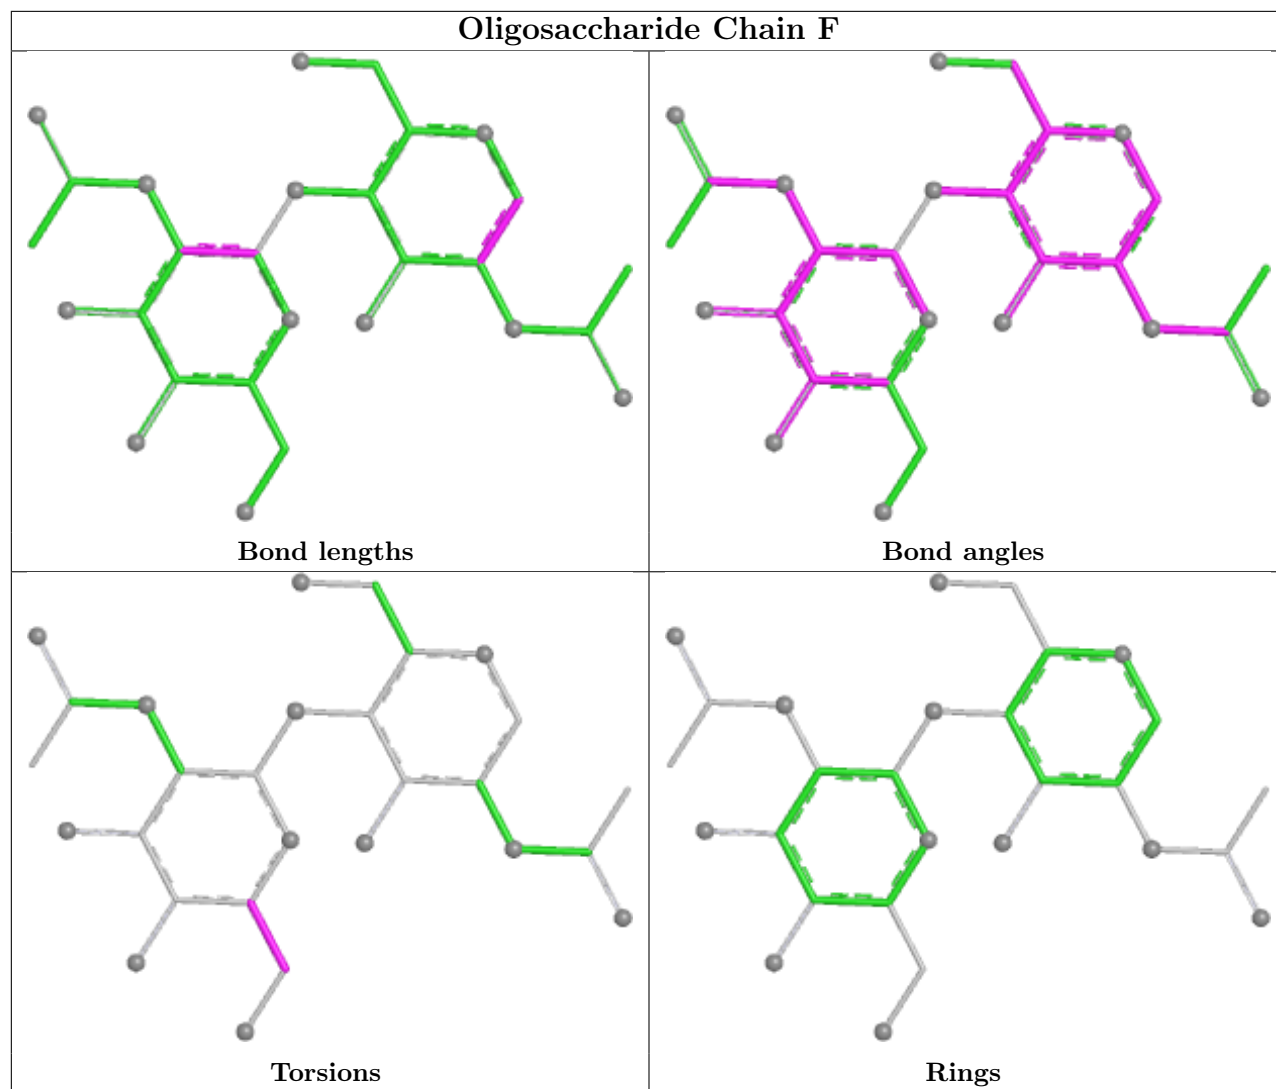 Oligosaccharide Chain F
Bond lengths
Bond angles
Torsions
Rings